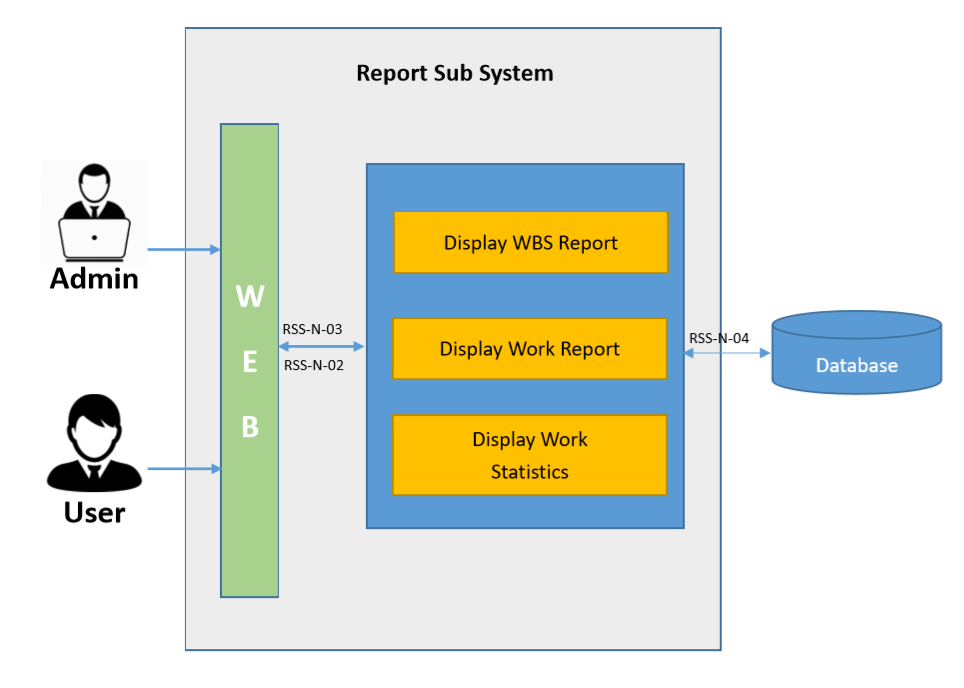 Report Sub System
Admin
User
W
E
B
RSS-N-03
RSS-N-02
Display WBS Report
Display Work Report
Display Work
Statistics
RSS-N-04
Database